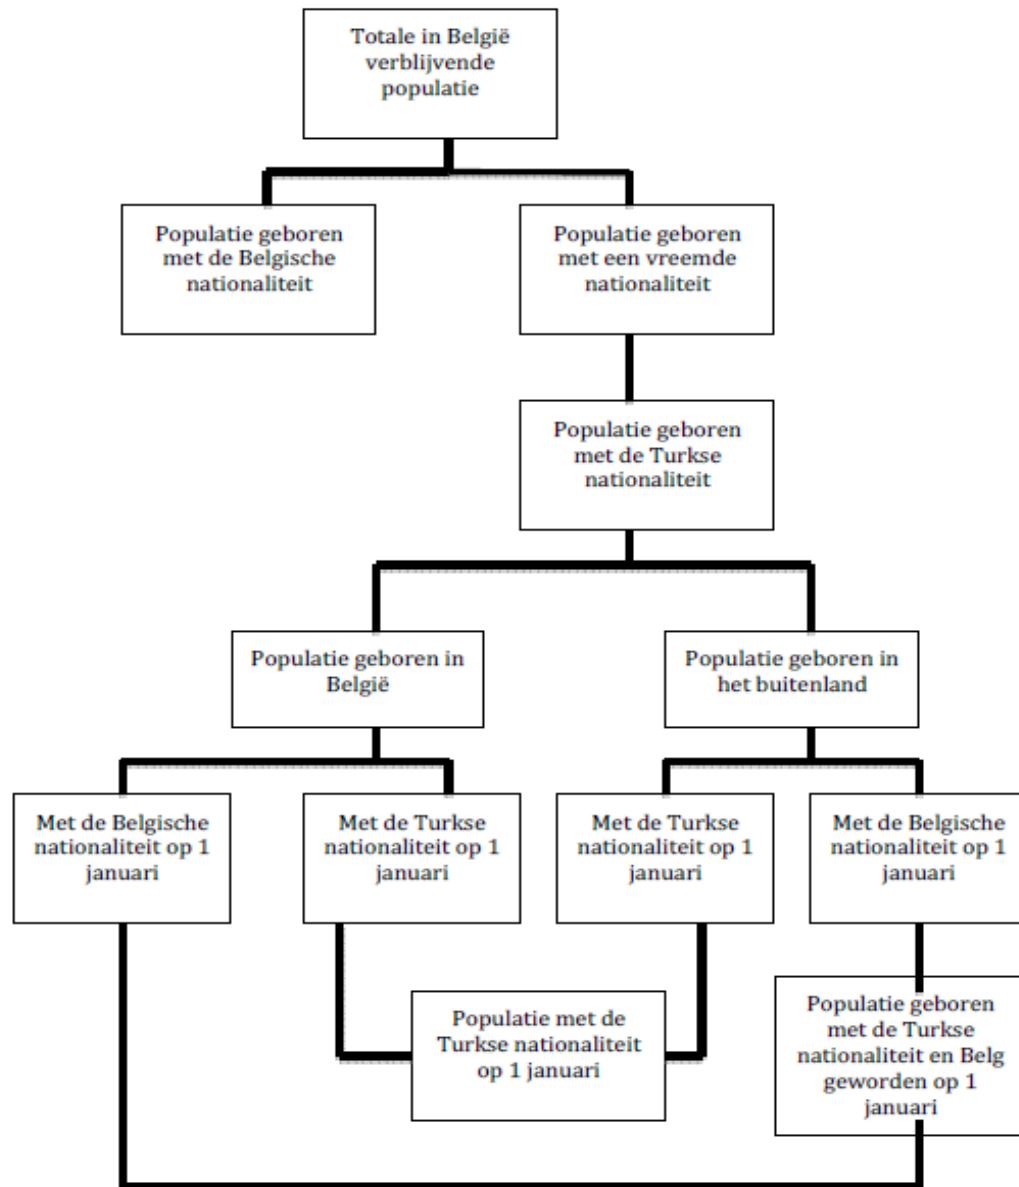 Totale in België
verblijvende
populatie
Populatie geboren
met de Belgische
nationaliteit
Populatie geboren
met een vreemde
nationaliteit
Populatie geboren
met de Turkse
nationaliteit
Populatie geboren in
België
Populatie geboren in
het buitenland
Met de Belgische
nationaliteit op 1
januari
Met de Turkse
nationaliteit op 1
januari
Met de Turkse
nationaliteit op 1
januari
Met de Belgische
nationaliteit op 1
januari
Populatie met de
Turkse nationaliteit
op 1 januari
Populatie geboren
met de Turkse
nationaliteit en Belg
geworden op 1
januari